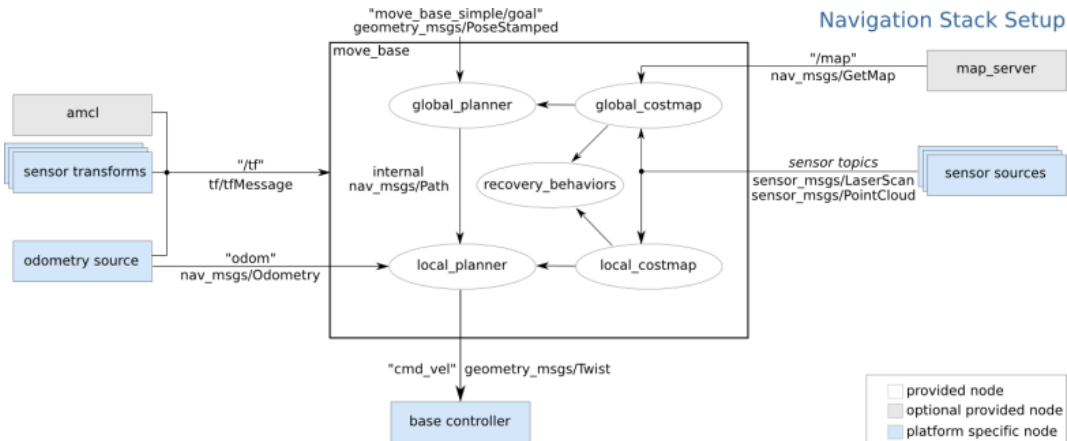 Navigation Stack Setup
"move_base_simple/goal"
geometry_msgs/PoseStamped
move_base
"/map"
nav_msgs/GetMap
map_server
global_planner
global_costmap
amcl
sensor transforms
"/tf"
tf/tfMessage
internal
nav_msgs/Path
recovery_behaviors
sensor topics
sensor_msgs/LaserScan
sensor_msgs/PointCloud
sensor sources
odometry source
"odom"
nav_msgs/Odometry
local_planner
local_costmap
"cmd_vel"
geometry_msgs/Twist
base controller
provided node
optional provided node
platform specific node